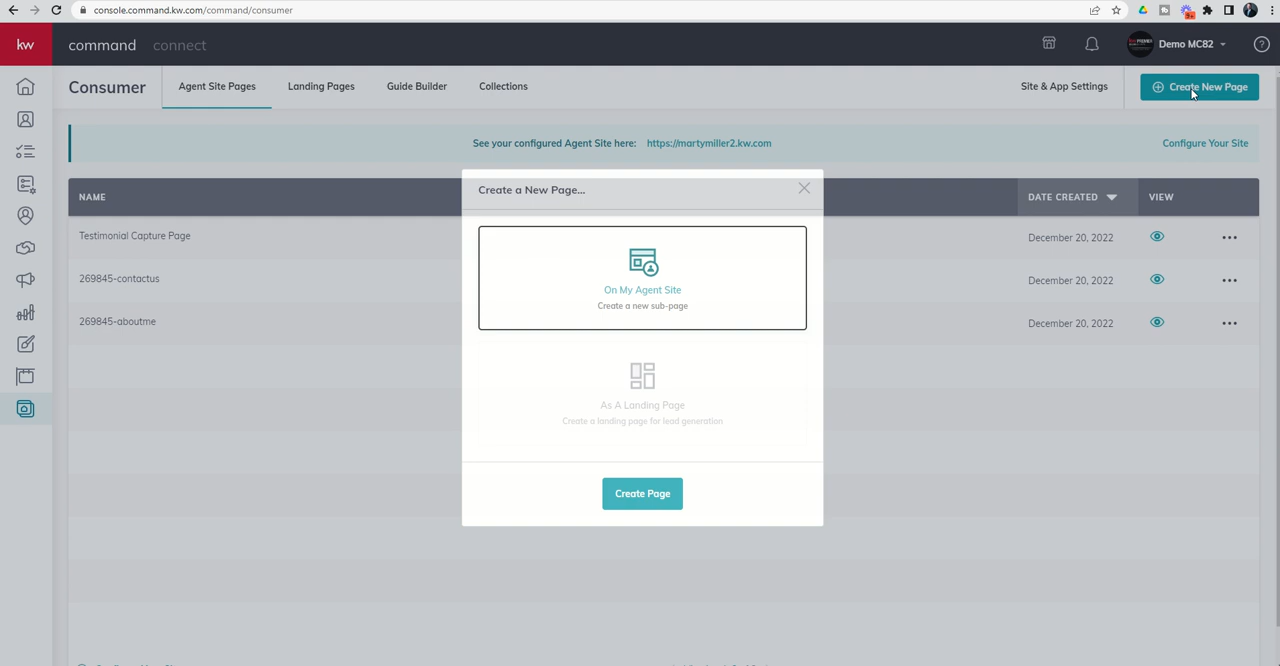 console.command.kw.com/command/consumer
9+
kw command connect
Demo MC82
Consumer
Agent Site Pages
Landing Pages
Guide Builder
Collections
Site & App Settings
Create New Page
See your configured Agent Site here: https://martymiller2.kw.com
Configure Your Site
Create a New Page...
NAME
DATE CREATED
VIEW
Testimonial Capture Page
December 20, 2022
269845-contactus
December 20, 2022
269845-aboutme
December 20, 2022
On My Agent Site
Create a new sub-page
As A Landing Page
Create a landing page for lead generation
Create Page